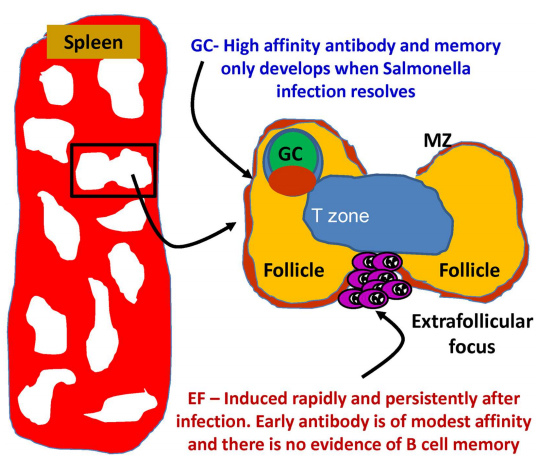 Spleen
GC- High affinity antibody and memory
only develops when Salmonella
infection resolves
GC
MZ
T zone
Follicle
Follicle
Extrafollicular
focus
EF – Induced rapidly and persistently after
infection. Early antibody is of modest affinity
and there is no evidence of B cell memory